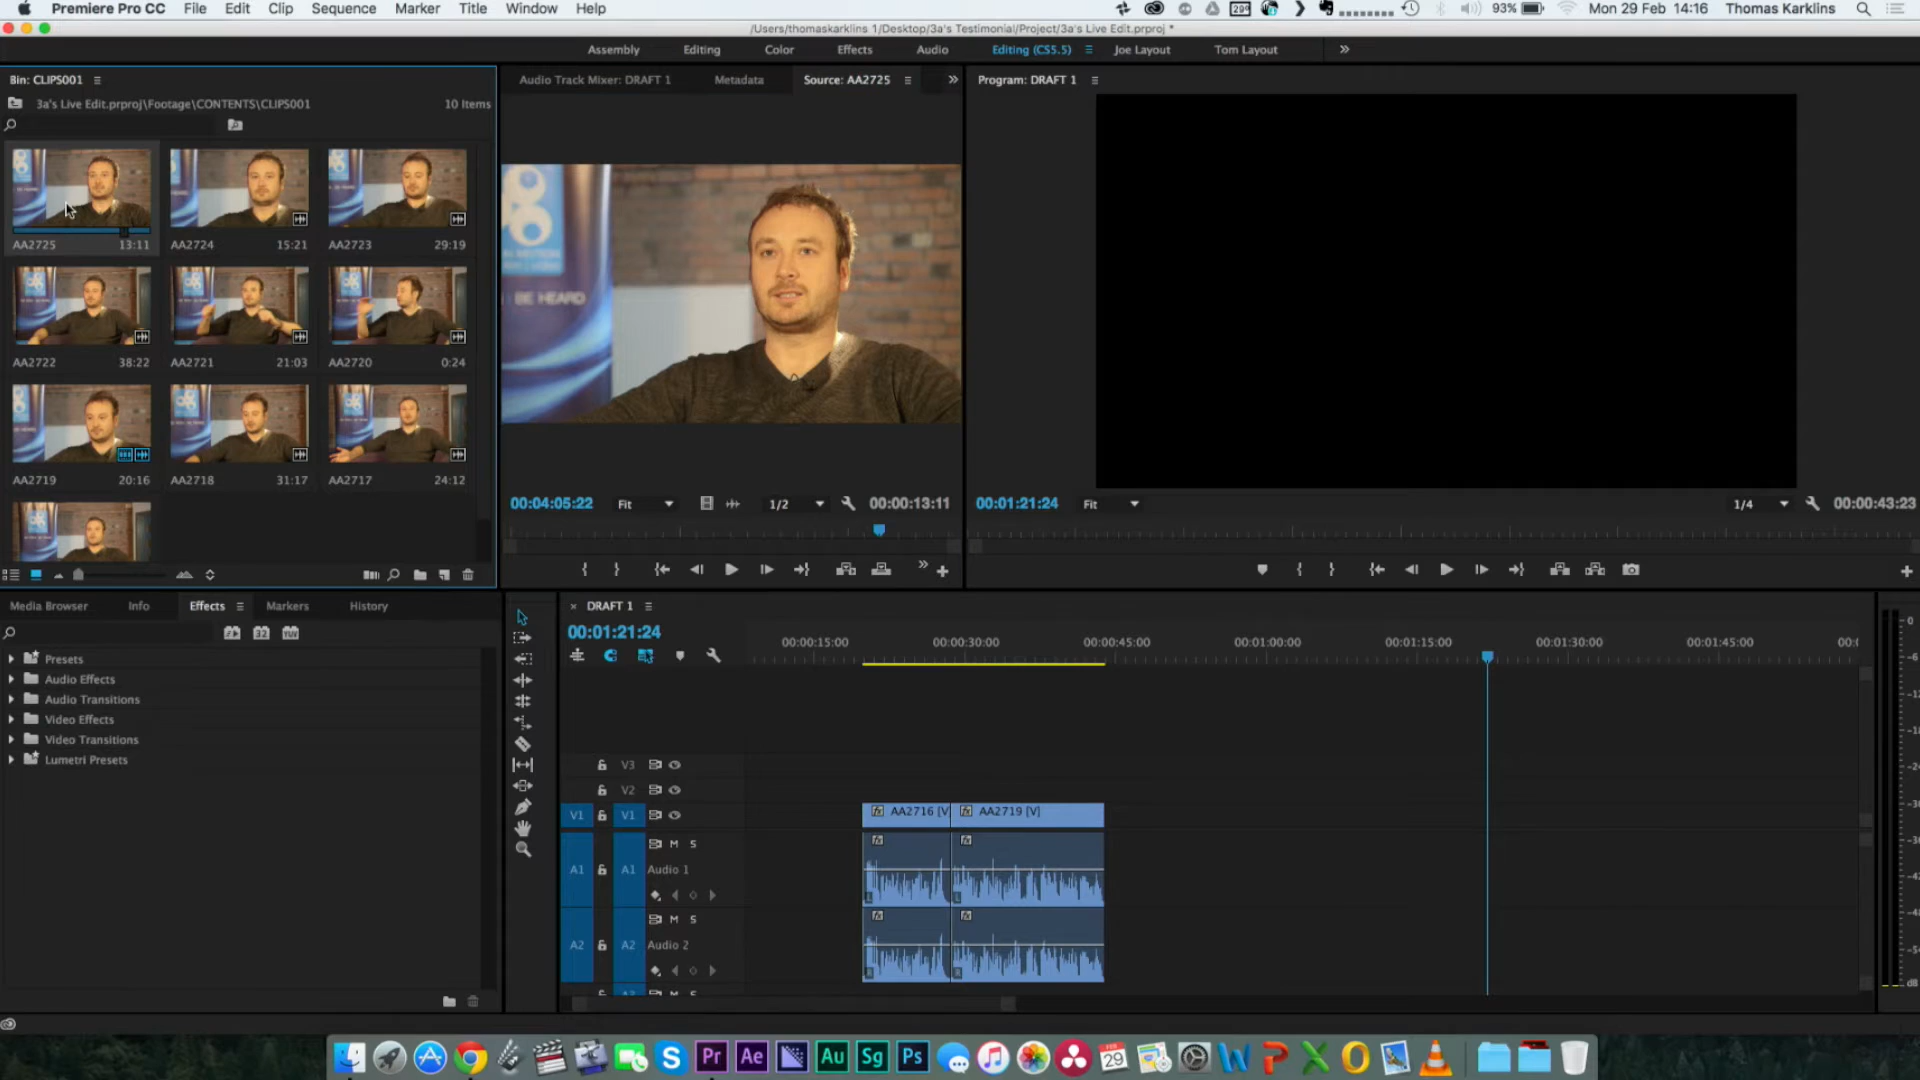 Premiere Pro CC File Edit Clip Sequence Marker Title Window Help 93% Mon 29 Feb 14:16 Thomas Karklins
/Users/thomaskarklins 1/Desktop/3a's Testimonial/Project/3a's Live Edit.prproj *
Assembly Editing Color Effects Audio Editing (CS5.5) Joe Layout Tom Layout
Bin: CLIPS001 Audio Track Mixer: DRAFT 1 Metadata Source: AA2725 Program: DRAFT 1
3a's Live Edit.prproj\Footage\CONTENTS\CLIPS001 10 Items
AA2725 13:11 AA2724 15:21 AA2723 29:19
BE HEARD
AA2722 38:22 AA2721 21:03 AA2720 0:24
AA2719 20:16 AA2718 31:17 AA2717 24:12
00:04:05:22 Fit 1/2 00:00:13:11 00:01:21:24 Fit 1/4 00:00:43:23
Media Browser Info Effects Markers History
DRAFT 1
00:01:21:24
00:00:15:00 00:00:30:00 00:00:45:00 00:01:00:00 00:01:15:00 00:01:30:00 00:01:45:00
Presets
Audio Effects
Audio Transitions
Video Effects
Video Transitions
Lumetri Presets
V3
V2
V1 V1 AA2716 [V AA2719 [V]
M S
A1 A1 Audio 1
M S
A2 A2 Audio 2
dB
Pr Ae Au Sg Ps 29